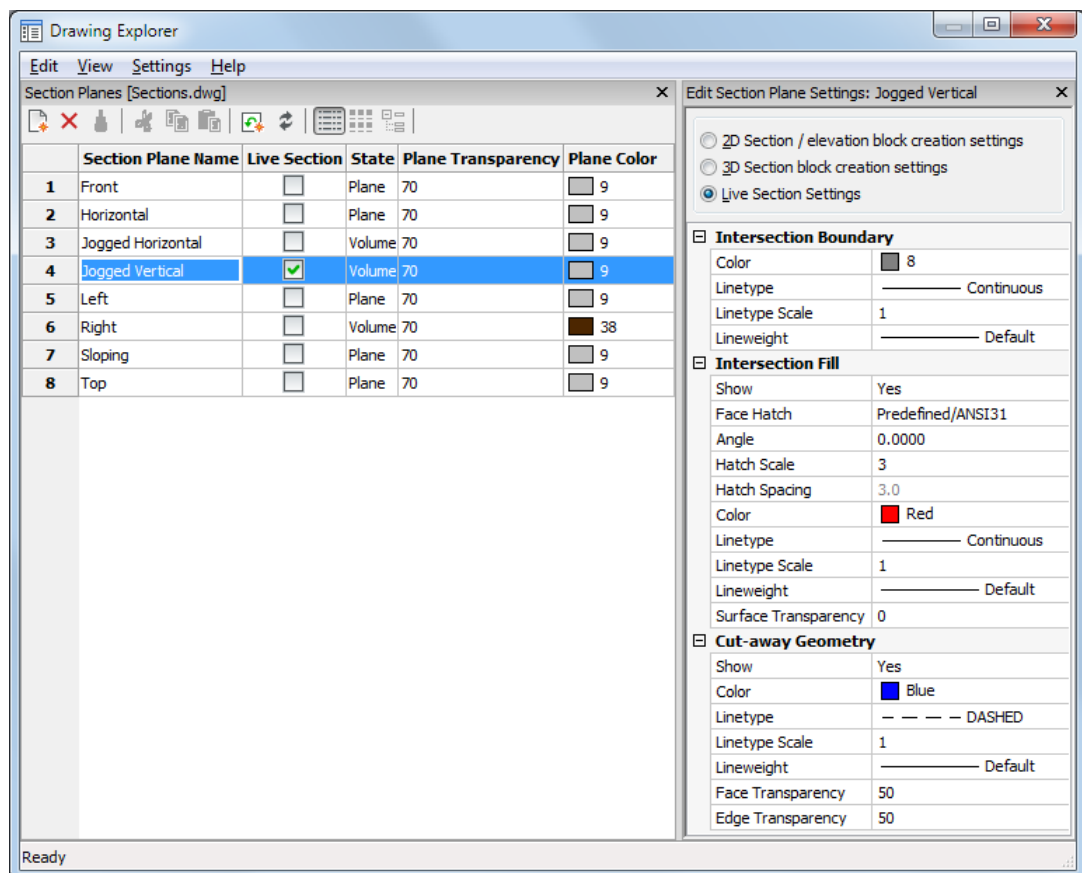 Drawing Explorer
Edit View Settings Help
Section Planes [Sections.dwg]
Section Plane Name Live Section State Plane Transparency Plane Color
1 Front Plane 70 9
2 Horizontal Plane 70 9
3 Jogged Horizontal Volume 70 9
4 Jogged Vertical Volume 70 9
5 Left Plane 70 9
6 Right Volume 70 38
7 Sloping Plane 70 9
8 Top Plane 70 9
Edit Section Plane Settings: Jogged Vertical
2D Section / elevation block creation settings
3D Section block creation settings
Live Section Settings
Intersection Boundary
Color 8
Linetype Continuous
Linetype Scale 1
Lineweight Default
Intersection Fill
Show Yes
Face Hatch Predefined/ANSI31
Angle 0.0000
Hatch Scale 3
Hatch Spacing 3.0
Color Red
Linetype Continuous
Linetype Scale 1
Lineweight Default
Surface Transparency 0
Cut-away Geometry
Show Yes
Color Blue
Linetype DASHED
Linetype Scale 1
Lineweight Default
Face Transparency 50
Edge Transparency 50
Ready